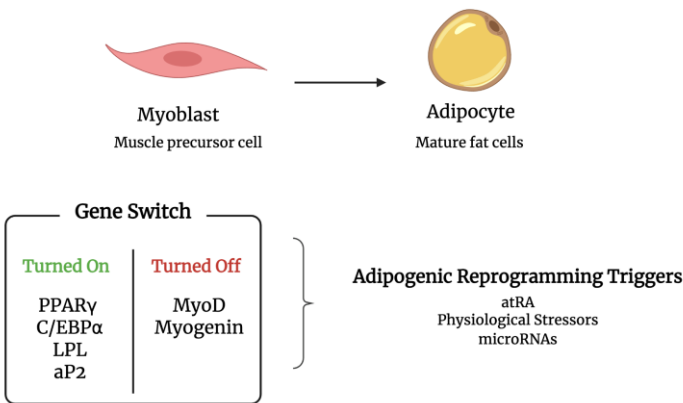 Myoblast
Muscle precursor cell
Adipocyte
Mature fat cells
Gene Switch
Turned On
PPARγ
C/EBPα
LPL
aP2
Turned Off
MyoD
Myogenin
Adipogenic Reprogramming Triggers
atRA
Physiological Stressors
microRNAs